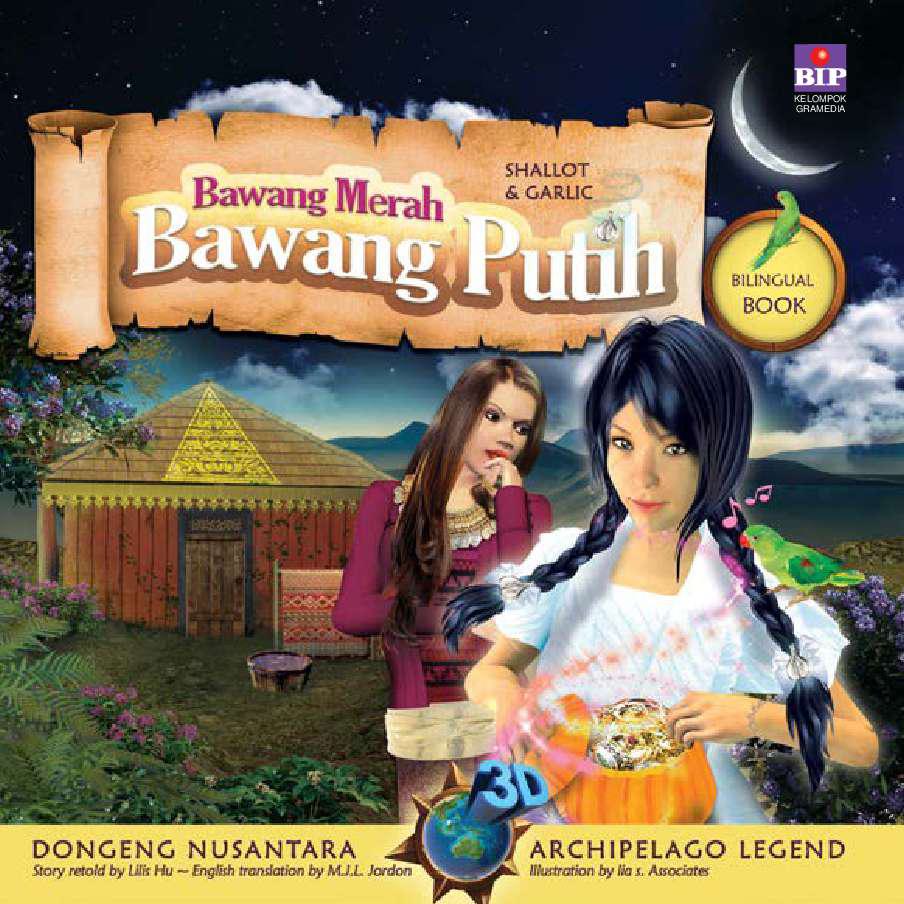 BIP
KELOMPOK
GRAMEDIA
SHALLOT
& GARLIC
Bawang Merah
Bawang Putih
BILINGUAL
BOOK
3D
DONGENG NUSANTARA
Story retold by Lilis Hu ~ English translation by M.J.L. Jordon
ARCHIPELAGO LEGEND
Illustration by lia s. Associates